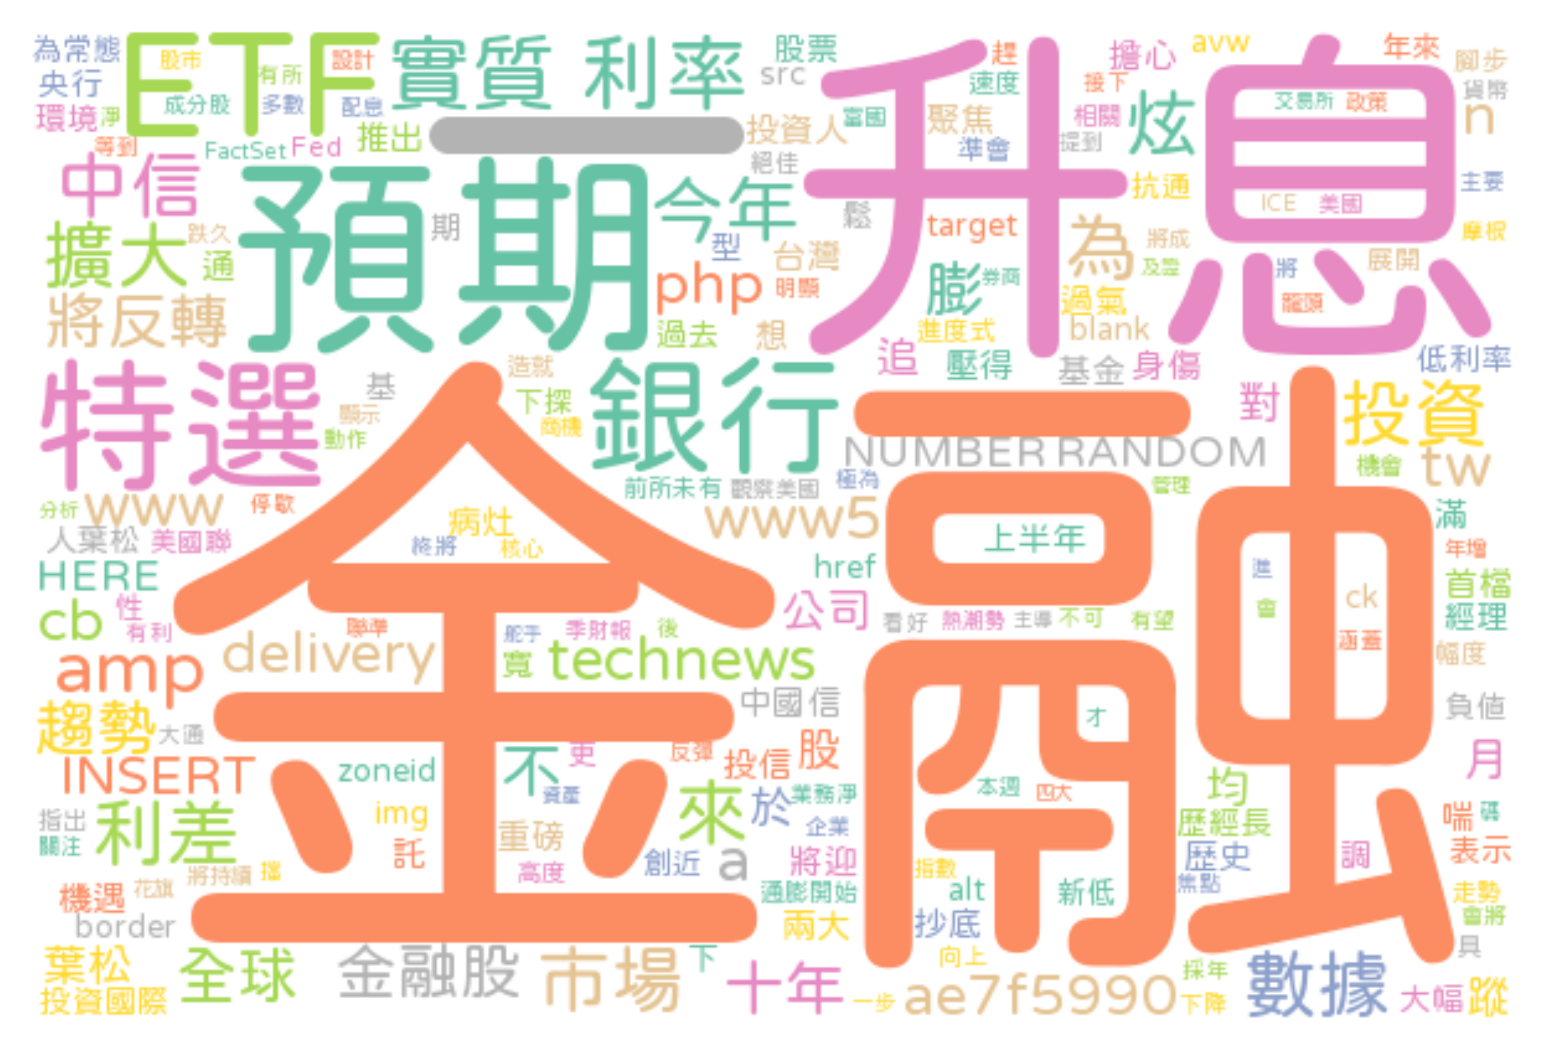 為常態
股市
設計
實質 利率
股票
趕
擔心
avw
年來
央行
ETF
有所
src
速度
接下
腳步
環境
淨
成分股
多數
配息
投資人
富國
聚焦
相關
炫
交易所
政策
貨幣
n
等到
FactSet
Fed
推出
絕佳
準會
提到
升息
中信
預期
今年
鬆
抗通
ICE
美國
主要
擴大
跌久
通
期
型
台灣
target
為
將成
及證
將
展開
摩根
將反轉
php
明顯
膨
券商
過氣
龍頭
過去
想
進度式
blank
特選
基
造就
銀行
追
壓得
基金
身傷
低利率
顯示
動作
下探
商機
對
投資
NUMBER RANDOM
機會
tw
分析
www
停歇
前所未有
觀察美國
極為
管理
人葉松
美國聯
病灶
終將
核心
www5
上半年
滿
年增
HERE
金融
href
進
會
ck
首檔
cb
性
有利
聯準
舵手
季財報
後
公司
看好
熱潮勢
主導
不可
有望
涵蓋
經理
amp
delivery
寬
technews
幅度
趨勢
大通
中國信
才
負值
INSERT
zoneid
不
吏
反彈
投信
股
月
指出
關注
利差
img
託
資產
重磅
來
於
業務淨
企業
本週
四大
均
歷經長
喘
碼
表示
機遇
花旗
將持續
擋
高度
創近
a
將迎
指數
歷史
調
border
通膨開始
alt
新低
焦點
走勢
會將
葉松
全球
金融股
市場
下
兩大
抄底
向上
具
投資國際
十年
一步
ae7f5990
採年
下降
數據
大幅
蹤